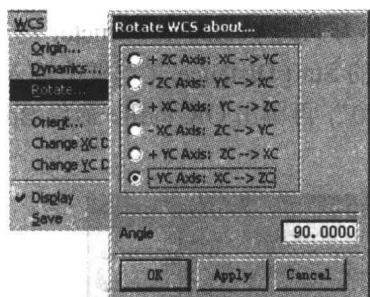 WCS
Origin...
Dynamics...
Rotate...
Orient...
Change XC D
Change YC D
Display
Save
Rotate WCS about...
+ ZC Axis: XC --> YC
- ZC Axis: YC --> XC
+ XC Axis: YC --> ZC
- XC Axis: ZC --> YC
+ YC Axis: ZC --> XC
- YC Axis: XC --> ZC
Angle
90.0000
OK
Apply
Cancel